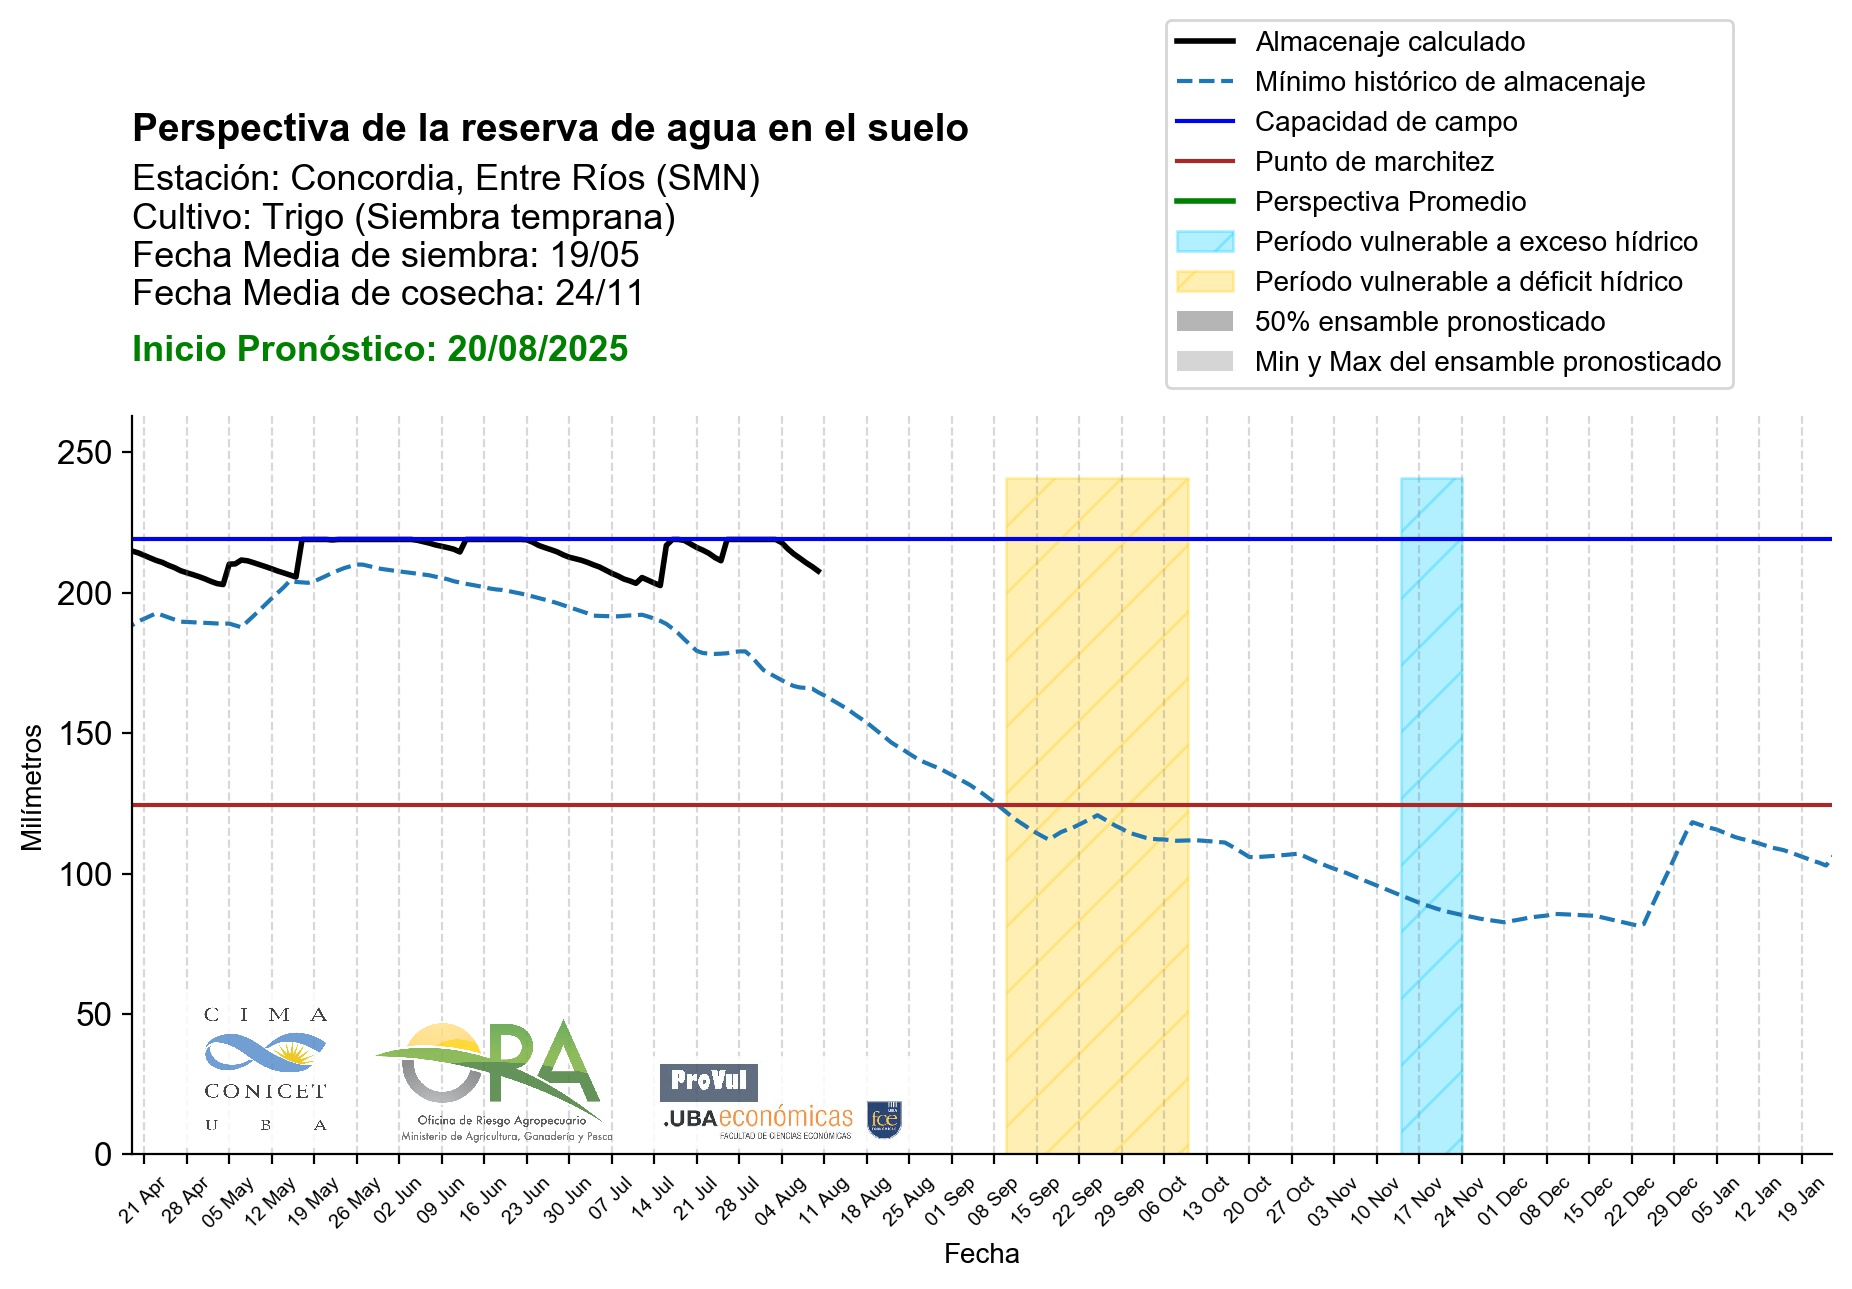 Almacenaje calculado
Mínimo histórico de almacenaje
Capacidad de campo
Punto de marchitez
Perspectiva Promedio
Período vulnerable a exceso hídrico
Período vulnerable a déficit hídrico
50% ensamble pronosticado
Min y Max del ensamble pronosticado
Perspectiva de la reserva de agua en el suelo
Estación: Concordia, Entre Ríos (SMN)
Cultivo: Trigo (Siembra temprana)
Fecha Media de siembra: 19/05
Fecha Media de cosecha: 24/11
Inicio Pronóstico: 20/08/2025
250
200
150
100
50
0
Milímetros
CIMA
CONICET
UBA
ORA
Oficina de Riesgo Agropecuario
Ministerio de Agricultura, Ganadería y Pesca
ProVul
.UBAeconómicas
FACULTAD DE CIENCIAS ECONÓMICAS
fce
21 Apr
28 Apr
05 May
12 May
19 May
26 May
02 Jun
09 Jun
16 Jun
23 Jun
30 Jun
07 Jul
14 Jul
21 Jul
28 Jul
04 Aug
11 Aug
18 Aug
25 Aug
01 Sep
08 Sep
15 Sep
22 Sep
29 Sep
06 Oct
13 Oct
20 Oct
27 Oct
03 Nov
10 Nov
17 Nov
24 Nov
01 Dec
08 Dec
15 Dec
22 Dec
29 Dec
05 Jan
12 Jan
19 Jan
Fecha